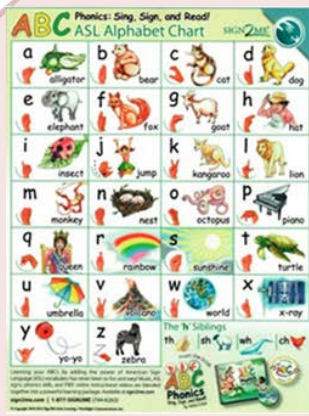 Phonics: Sing, Sign, and Read!
ABC ASL Alphabet Chart SIGN2ME
a alligator b bear c cat d dog
e elephant f fox g goat h hat
i insect j jump k kangaroo l lion
m monkey n nest o octopus p piano
q queen r rainbow s sunshine t turtle
u umbrella v volcano w world x x-ray
y yo-yo z zebra The 'h' Siblings
th sh wh ch
ABC
Phonics